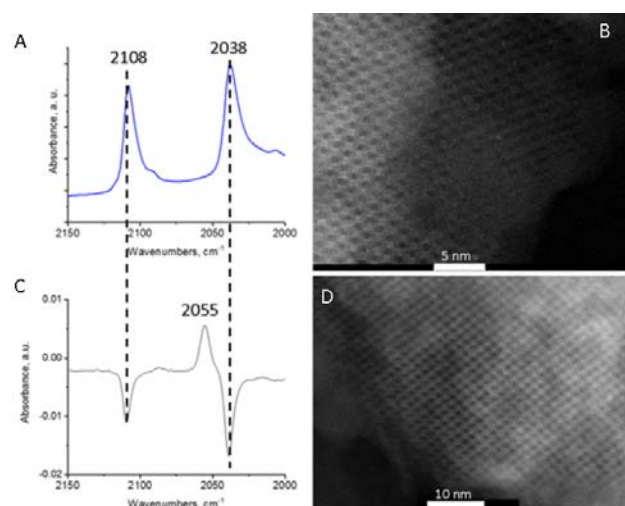 A
2108
2038
Absorbance, a. u.
2150
2100
2050
2000
Wavenumbers, cm⁻¹
B
5 nm
C
2055
0.01
0.00
-0.01
-0.02
Absorbance, a.u.
2150
2100
2050
2000
Wavenumbers, cm⁻¹
D
10 nm